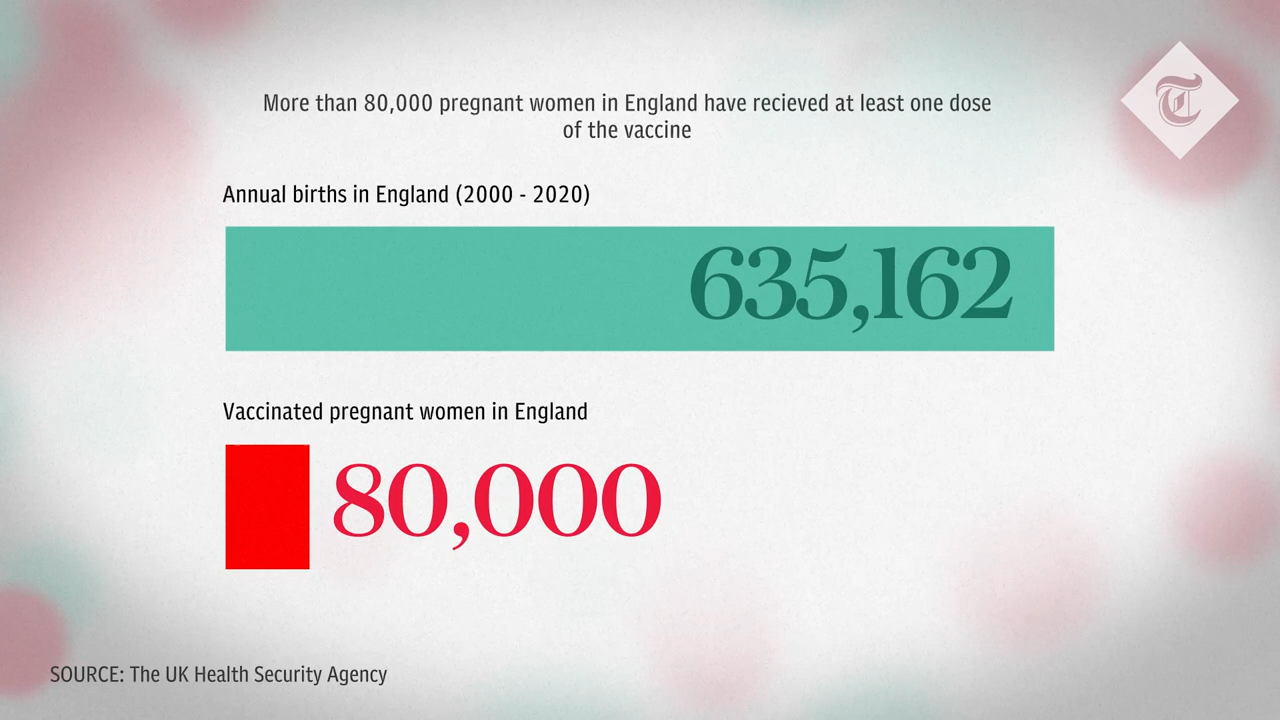 More than 80,000 pregnant women in England have recieved at least one dose
of the vaccine
T
Annual births in England (2000 - 2020)
635,162
Vaccinated pregnant women in England
80,000
SOURCE: The UK Health Security Agency